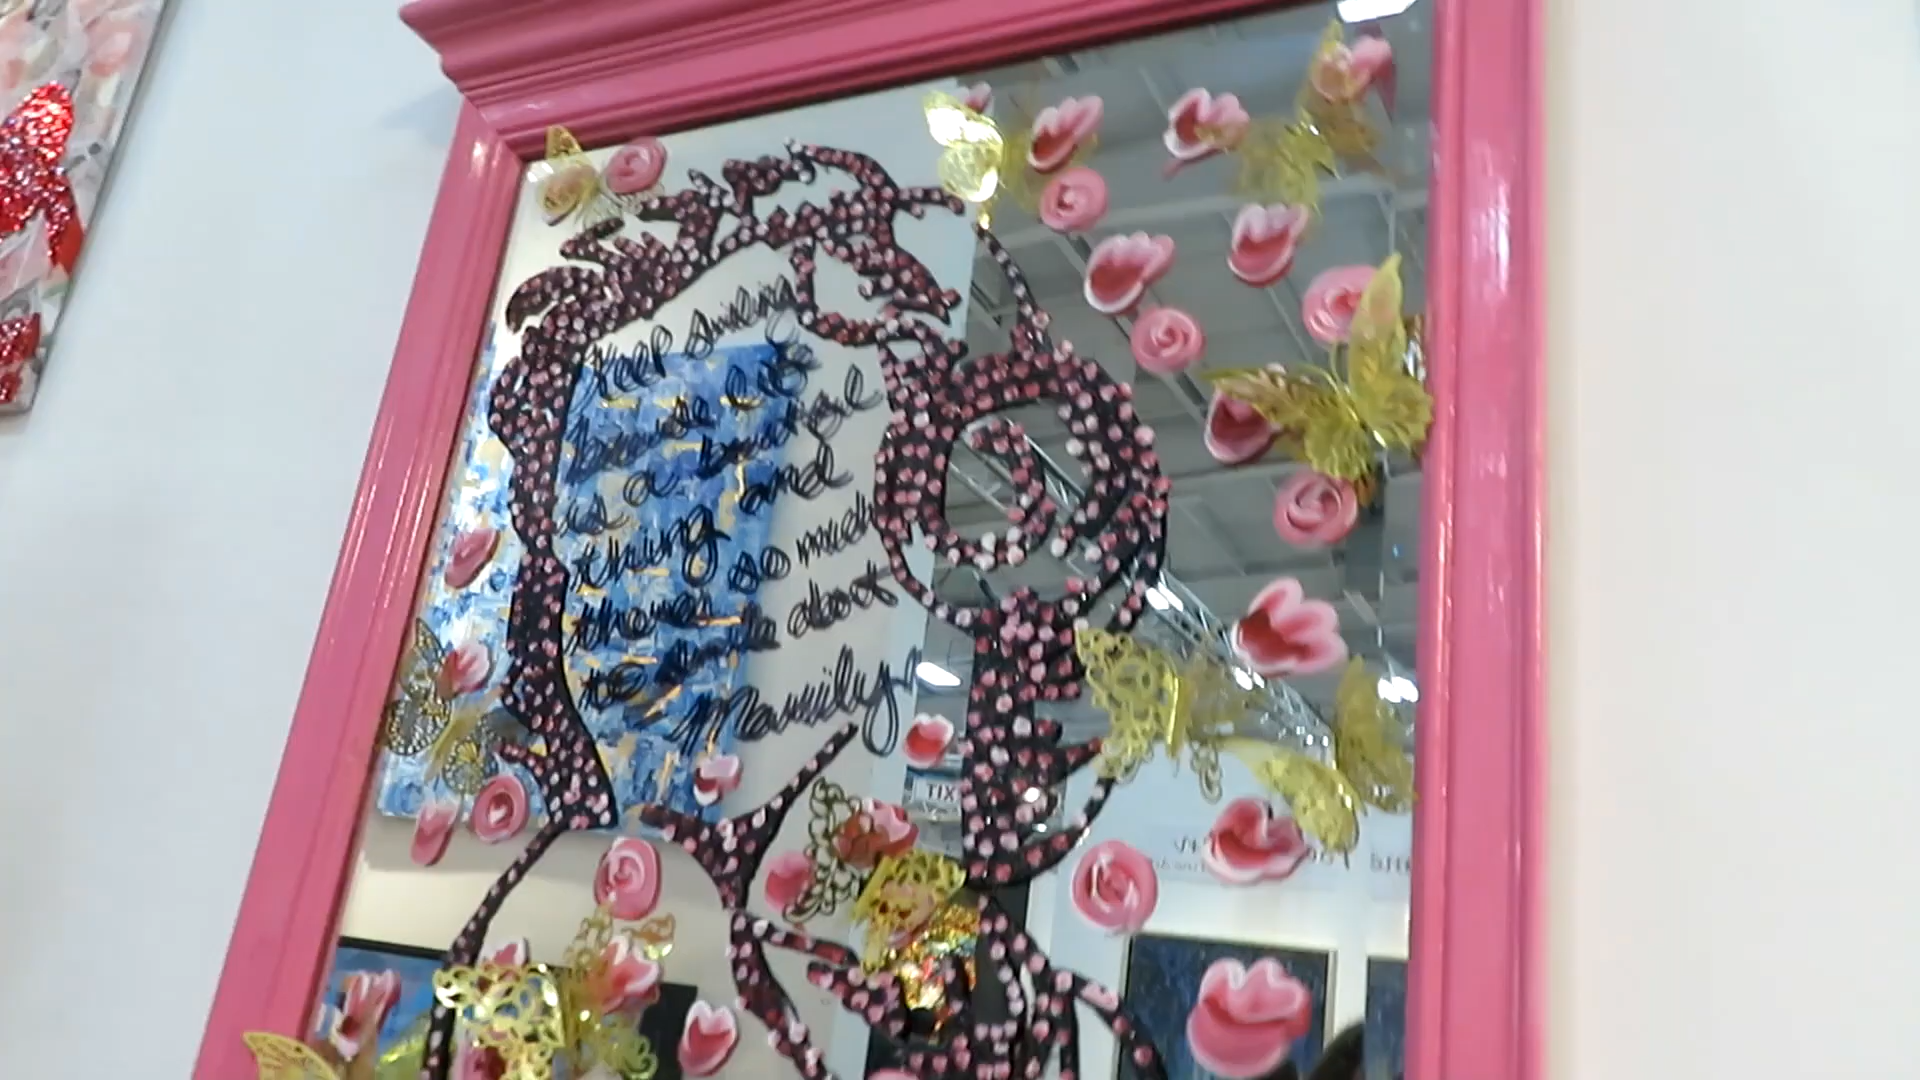 Keep smiling
because life
is a beautiful
thing and
there's so much
to smile about
Marilyn
TIX